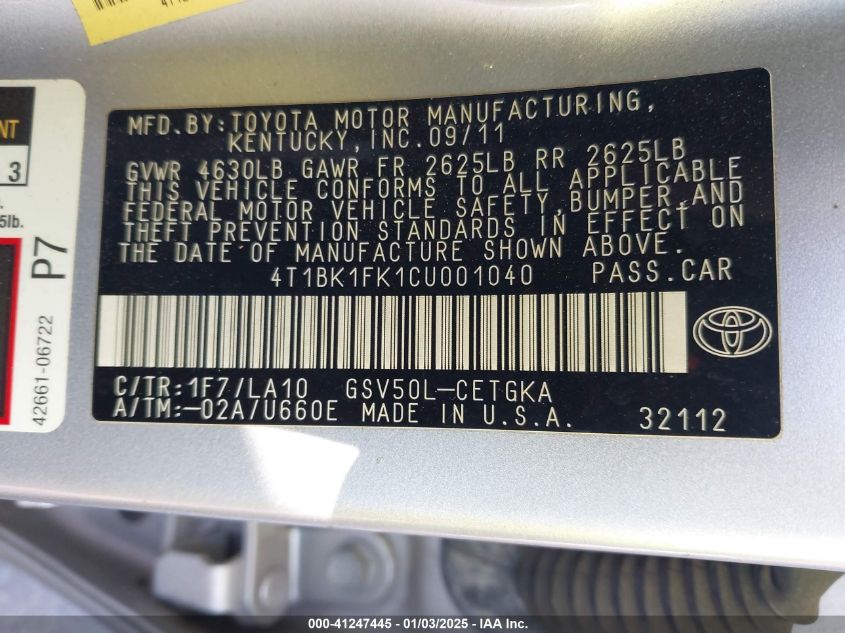 NT
3
5lb.
P7
42661-06722
MFD.BY:TOYOTA MOTOR MANUFACTURING,
KENTUCKY,INC.09/11
GVWR 4630LB GAWR FR 2625LB RR 2625LB
THIS VEHICLE CONFORMS TO ALL APPLICABLE
FEDERAL MOTOR VEHICLE SAFETY,BUMPER,AND
THEFT PREVENTION STANDARDS IN EFFECT ON
THE DATE OF MANUFACTURE SHOWN ABOVE.
4T1BK1FK1CU001040 PASS.CAR
C/TR:1F7/LA10 GSV50L-CETGKA
A/TM:-02A/U660E MADE IN U.S.A. 32112
000-41247445 - 01/03/2025 - IAA Inc.